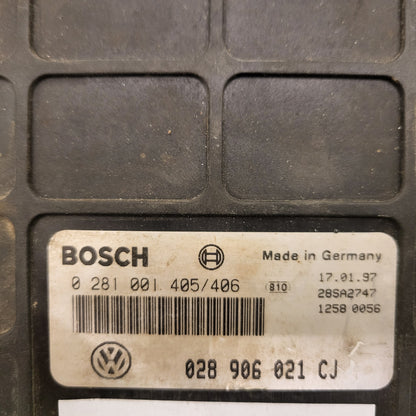 BOSCH Made in Germany
0 281 001 405/406 810 17.01.97
28SA2747
1258 0056
028 906 021 CJ